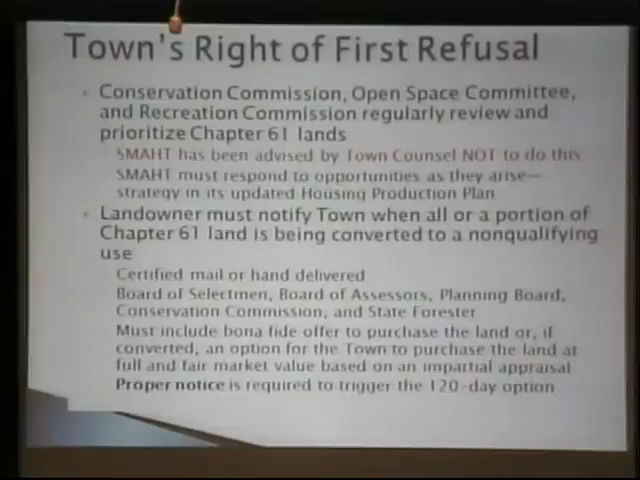 Town's Right of First Refusal
Conservation Commission, Open Space Committee,
and Recreation Commission regularly review and
prioritize Chapter 61 lands
SMAHT has been advised by Town Counsel NOT to do this
SMAHT must respond to opportunities as they arise—
strategy in its updated Housing Production Plan
Landowner must notify Town when all or a portion of
Chapter 61 land is being converted to a nonqualifying
use
Certified mail or hand delivered
Board of Selectmen, Board of Assessors, Planning Board,
Conservation Commission, and State Forester
Must include bona fide offer to purchase the land or, if
converted, an option for the Town to purchase the land at
full and fair market value based on an impartial appraisal
Proper notice is required to trigger the 120-day option